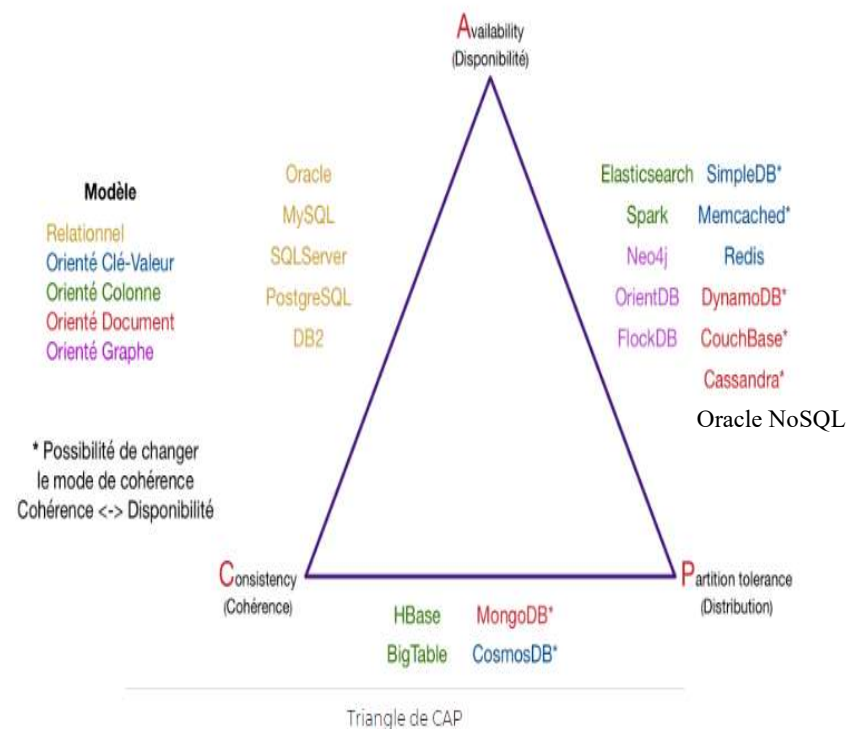 Availability
(Disponibilité)
Modèle
Relationnel
Orienté Clé-Valeur
Orienté Colonne
Orienté Document
Orienté Graphe
Oracle
MySQL
SQLServer
PostgreSQL
DB2
Elasticsearch SimpleDB*
Spark Memcached*
Neo4j Redis
OrientDB DynamoDB*
FlockDB CouchBase*
Cassandra*
Oracle NoSQL
* Possibilité de changer
le mode de cohérence
Cohérence <-> Disponibilité
Consistency
(Cohérence)
Partition tolerance
(Distribution)
HBase MongoDB*
BigTable CosmosDB*
Triangle de CAP